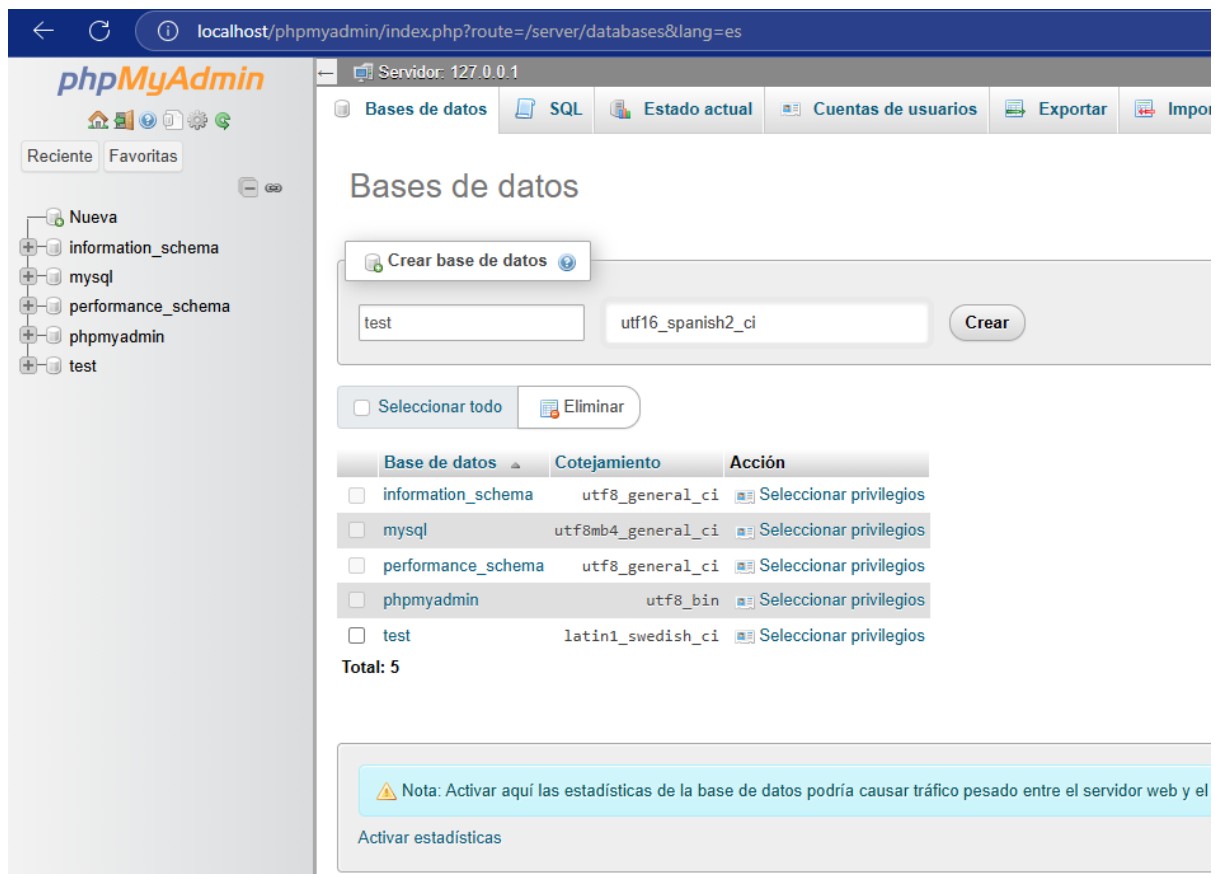 localhost/phpmyadmin/index.php?route=/server/databases&lang=es
phpMyAdmin
Reciente Favoritas
Nueva
information_schema
mysql
performance_schema
phpmyadmin
test
Servidor: 127.0.0.1
Bases de datos SQL Estado actual Cuentas de usuarios Exportar Impor
Bases de datos
Crear base de datos
test utf16_spanish2_ci Crear
Seleccionar todo Eliminar
Base de datos Cotejamiento Acción
information_schema utf8_general_ci Seleccionar privilegios
mysql utf8mb4_general_ci Seleccionar privilegios
performance_schema utf8_general_ci Seleccionar privilegios
phpmyadmin utf8_bin Seleccionar privilegios
test latin1_swedish_ci Seleccionar privilegios
Total: 5
Nota: Activar aquí las estadísticas de la base de datos podría causar tráfico pesado entre el servidor web y el
Activar estadísticas